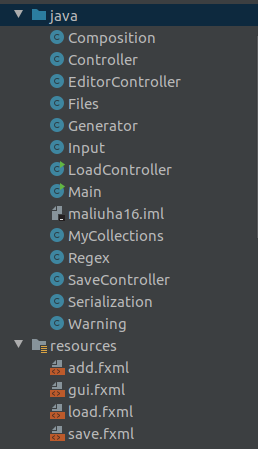 java
Composition
Controller
EditorController
Files
Generator
Input
LoadController
Main
maliuha16.iml
MyCollections
Regex
SaveController
Serialization
Warning
resources
add.fxml
gui.fxml
load.fxml
save.fxml